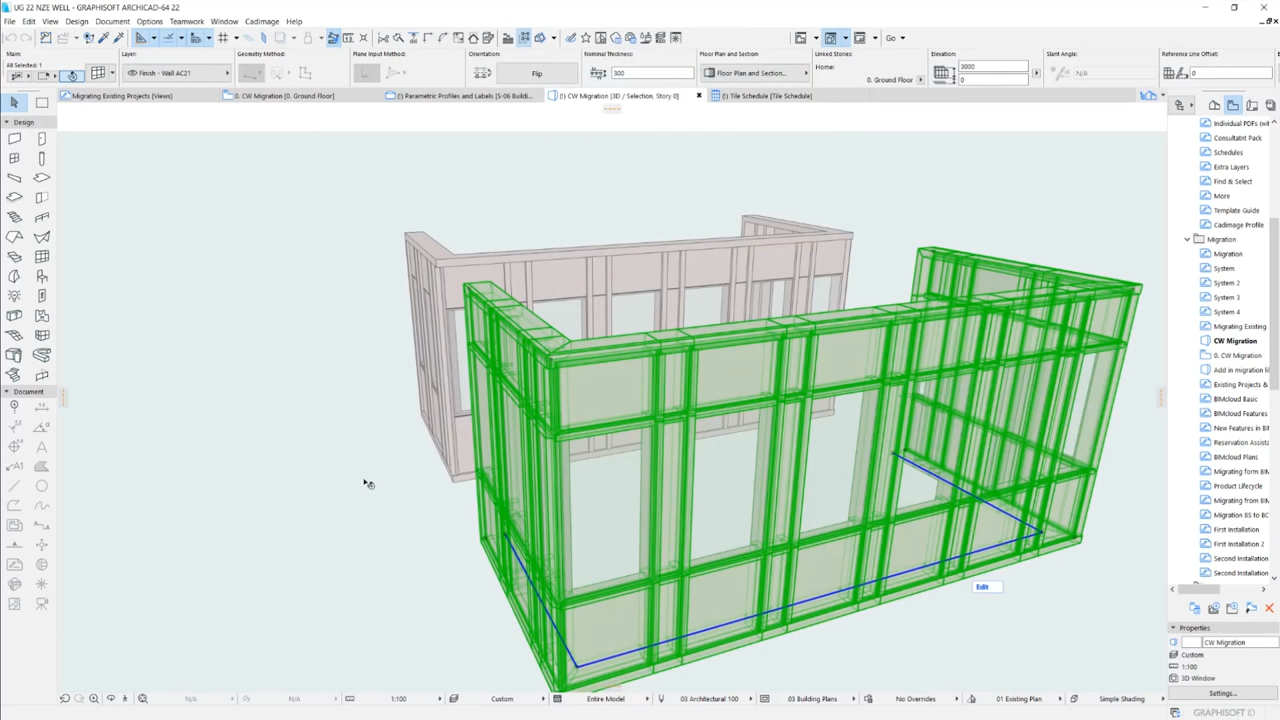 UG 22 NZE WELL - GRAPHISOFT ARCHICAD-64 22
File Edit View Design Document Options Teamwork Window Cadimage Help
Go
Main: Layer: Geometry Method: Plane Input Method: Orientation: Nominal Thickness: Floor Plan and Section: Linked Stories: Elevation: Slant Angle: Reference Line Offset:
All Selected: 1
Home:
3000
Finish - Wall AC21
Flip
300
Floor Plan and Section...
N/A
0
0. Ground Floor
0
Migrating Existing Projects [Views]
0. CW Migration [0. Ground Floor]
(!) Parametric Profiles and Labels [S-06 Buildi...
(!) CW Migration [3D / Selection, Story 0]
Tile Schedule [Tile Schedule]
Design
Document
Edit
Individual PDFs (wit
Consultatnt Pack
Schedules
Extra Layers
Find & Select
More
Template Guide
Cadimage Profile
Migration
Migration
System
System 2
System 3
System 4
Migrating Existing
CW Migration
0. CW Migration
Add in migration li
Existing Projects &
BIMcloud Basic
BIMcloud Features
New Features in BI
Reservation Assista
BIMcloud Plans
Migrating form BIM
Product Lifecycle
Migrating from BIM
Migration BS to BC
First installation
First installation 2
Second Installation
Second Installation
Properties
CW Migration
Custom
1:100
3D Window
Settings...
N/A
N/A
1:100
Custom
Entire Model
03 Architectural 100
03 Building Plans
No Overrides
01 Existing Plan
Simple Shading
GRAPHISOFT ID